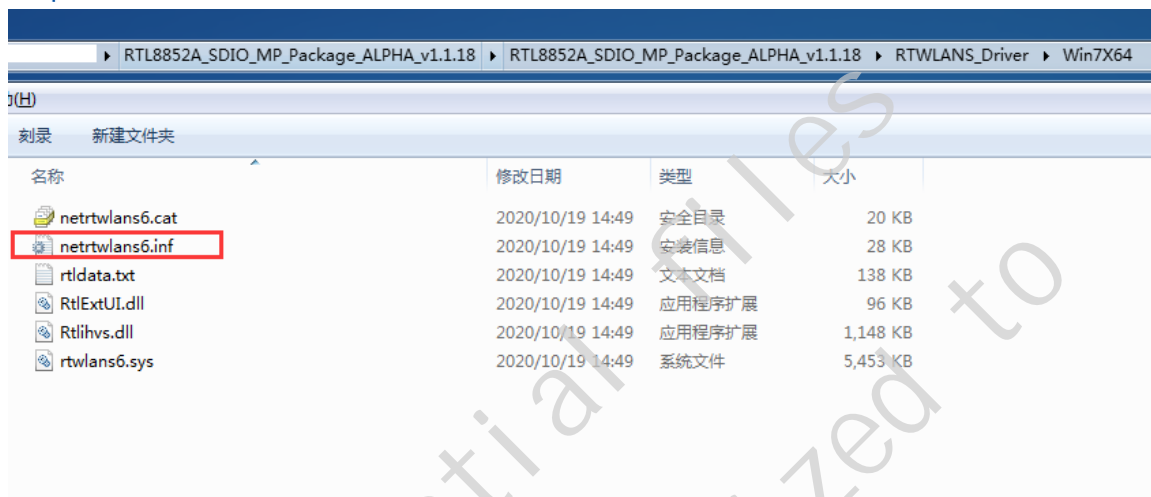 RTL8852A_SDIO_MP_Package_ALPHA_v1.1.18 ▸ RTL8852A_SDIO_MP_Package_ALPHA_v1.1.18 ▸ RTWLANS_Driver ▸ Win7X64
(H)
刻录 新建文件夹
名称 修改日期 类型 大小
netrtwlans6.cat 2020/10/19 14:49 安全目录 20 KB
netrtwlans6.inf 2020/10/19 14:49 安装信息 28 KB
rtldata.txt 2020/10/19 14:49 文本文档 138 KB
RtlExtUI.dll 2020/10/19 14:49 应用程序扩展 96 KB
Rtlihvs.dll 2020/10/19 14:49 应用程序扩展 1,148 KB
rtwlans6.sys 2020/10/19 14:49 系统文件 5,453 KB
files
to